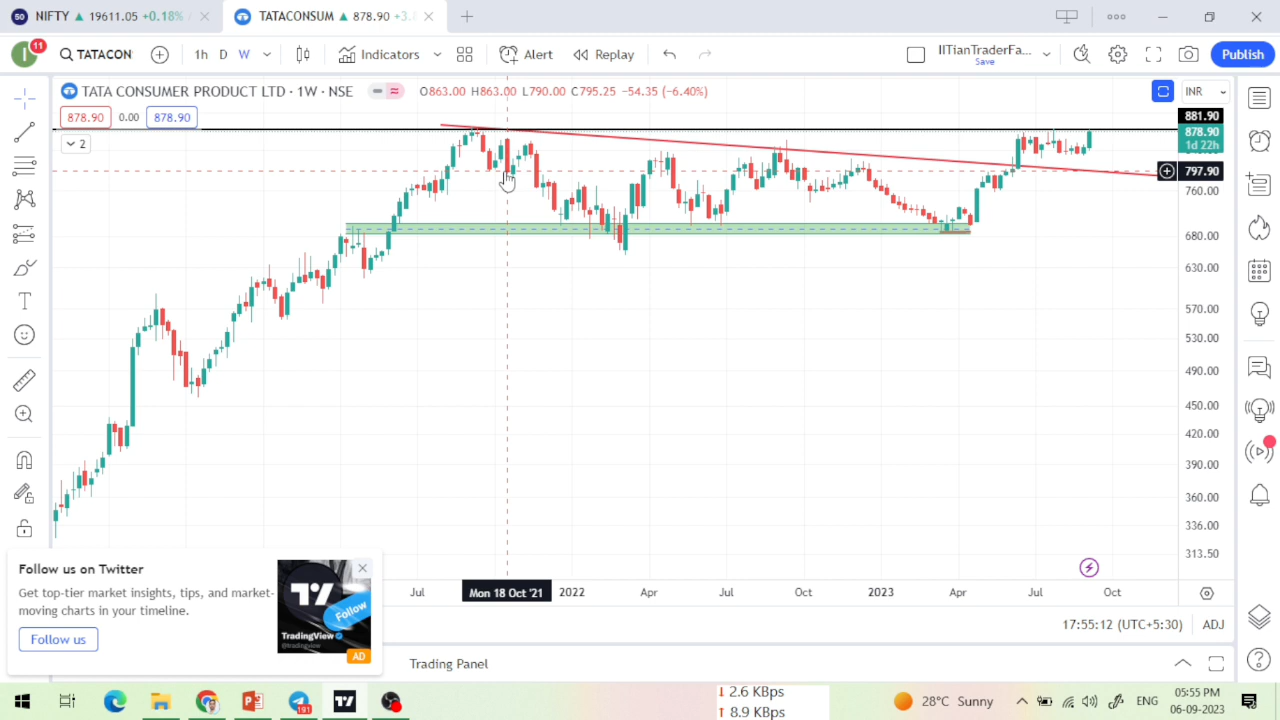 50 NIFTY ▲ 19611.05 +0.18%
TATACONSUM ▲ 878.90
11
TATACON
1h D W
Indicators
Alert
Replay
IITianTraderFa...
Save
Publish
TATA CONSUMER PRODUCT LTD · 1W · NSE
O863.00 H863.00 L790.00 C795.25 −54.35 (−6.40%)
INR
878.90 0.00 878.90
2
881.90
878.90
1d 22h
797.90
760.00
680.00
630.00
570.00
530.00
490.00
450.00
420.00
390.00
360.00
336.00
313.50
Jul Mon 18 Oct '21 2022 Apr Jul Oct 2023 Apr Jul Oct
Follow us on Twitter
Get top-tier market insights, tips, and market-
moving charts in your timeline.
Follow us
Follow
TradingView
@tradingview
AD
17:55:12 (UTC+5:30) ADJ
Trading Panel
191
2.6 KBps
8.9 KBps
28°C Sunny
ENG
05:55 PM
06-09-2023